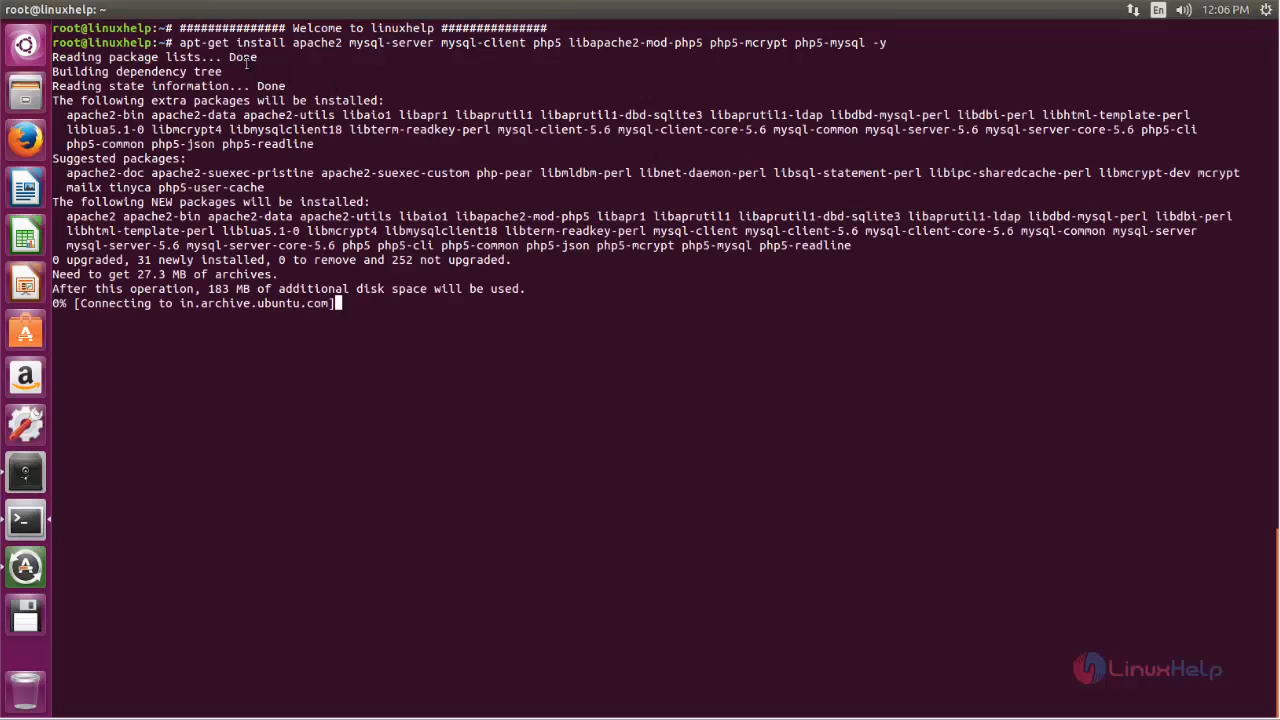 root@linuxhelp: ~
En
12:06 PM
root@linuxhelp:~# ############### Welcome to linuxhelp ###############
root@linuxhelp:~# apt-get install apache2 mysql-server mysql-client php5 libapache2-mod-php5 php5-mcrypt php5-mysql -y
Reading package lists... Done
Building dependency tree
Reading state information... Done
The following extra packages will be installed:
  apache2-bin apache2-data apache2-utils libaio1 libapr1 libaprutil1 libaprutil1-dbd-sqlite3 libaprutil1-ldap libdbd-mysql-perl libdbi-perl libhtml-template-perl
  liblua5.1-0 libmcrypt4 libmysqlclient18 libterm-readkey-perl mysql-client-5.6 mysql-client-core-5.6 mysql-common mysql-server-5.6 mysql-server-core-5.6 php5-cli
  php5-common php5-json php5-readline
Suggested packages:
  apache2-doc apache2-suexec-pristine apache2-suexec-custom php-pear libmldbm-perl libnet-daemon-perl libsql-statement-perl libipc-sharedcache-perl libmcrypt-dev mcrypt
  mailx tinyca php5-user-cache
The following NEW packages will be installed:
  apache2 apache2-bin apache2-data apache2-utils libaio1 libapache2-mod-php5 libapr1 libaprutil1 libaprutil1-dbd-sqlite3 libaprutil1-ldap libdbd-mysql-perl libdbi-perl
  libhtml-template-perl liblua5.1-0 libmcrypt4 libmysqlclient18 libterm-readkey-perl mysql-client mysql-client-5.6 mysql-client-core-5.6 mysql-common mysql-server
  mysql-server-5.6 mysql-server-core-5.6 php5 php5-cli php5-common php5-json php5-mcrypt php5-mysql php5-readline
0 upgraded, 31 newly installed, 0 to remove and 252 not upgraded.
Need to get 27.3 MB of archives.
After this operation, 183 MB of additional disk space will be used.
0% [Connecting to in.archive.ubuntu.com]
LinuxHelp